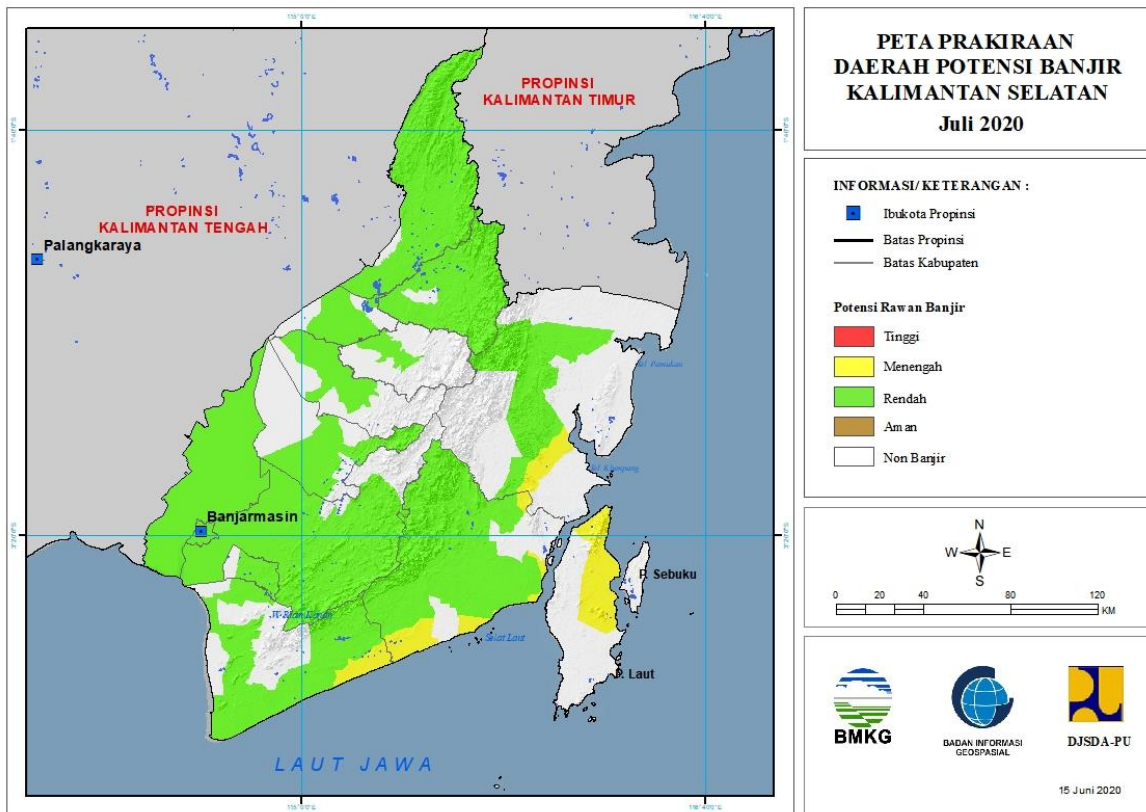 PROPINSI
KALIMANTAN TIMUR
PROPINSI
KALIMANTAN TENGAH
Palangkaraya
Banjarmasin
P. Sebuku
Selat Laut
P. Laut
LAUT JAWA
PETA PRAKIRAAN
DAERAH POTENSI BANJIR
KALIMANTAN SELATAN
Juli 2020
INFORMASI/ KETERANGAN :
Ibukota Propinsi
Batas Propinsi
Batas Kabupaten
Potensi Rawan Banjir
Tinggi
Menengah
Rendah
Aman
Non Banjir
N
W E
S
0 20 40 80 120
KM
BMKG
BADAN INFORMASI
GEOSPASIAL
DJSDA-PU
15 Juni 2020